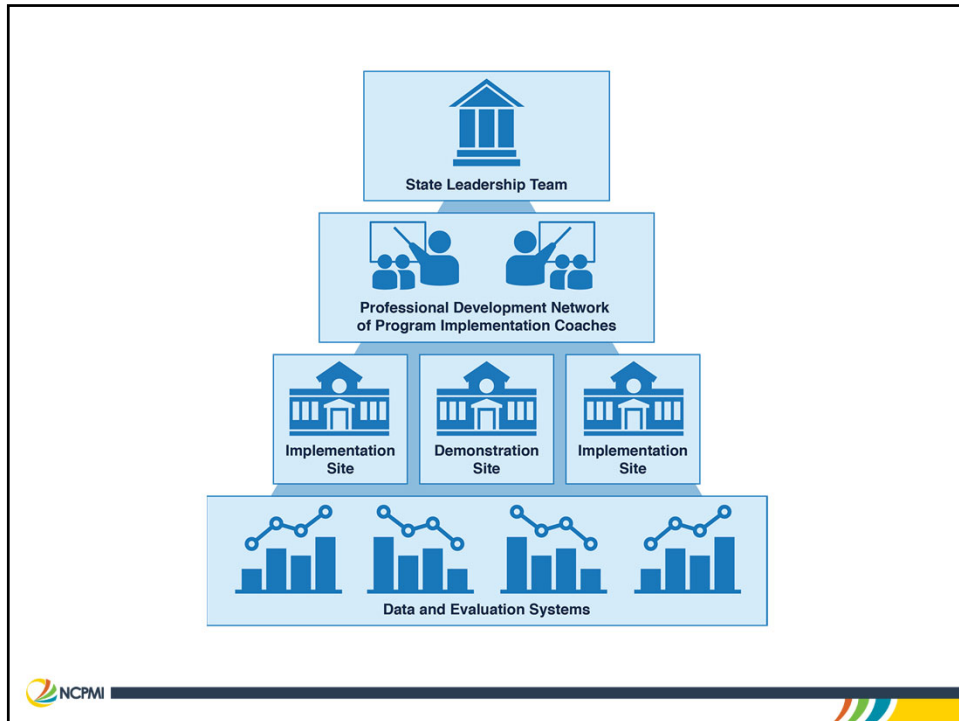 State Leadership Team
Professional Development Network
of Program Implementation Coaches
Implementation
Site
Demonstration
Site
Implementation
Site
Data and Evaluation Systems
NCPMI